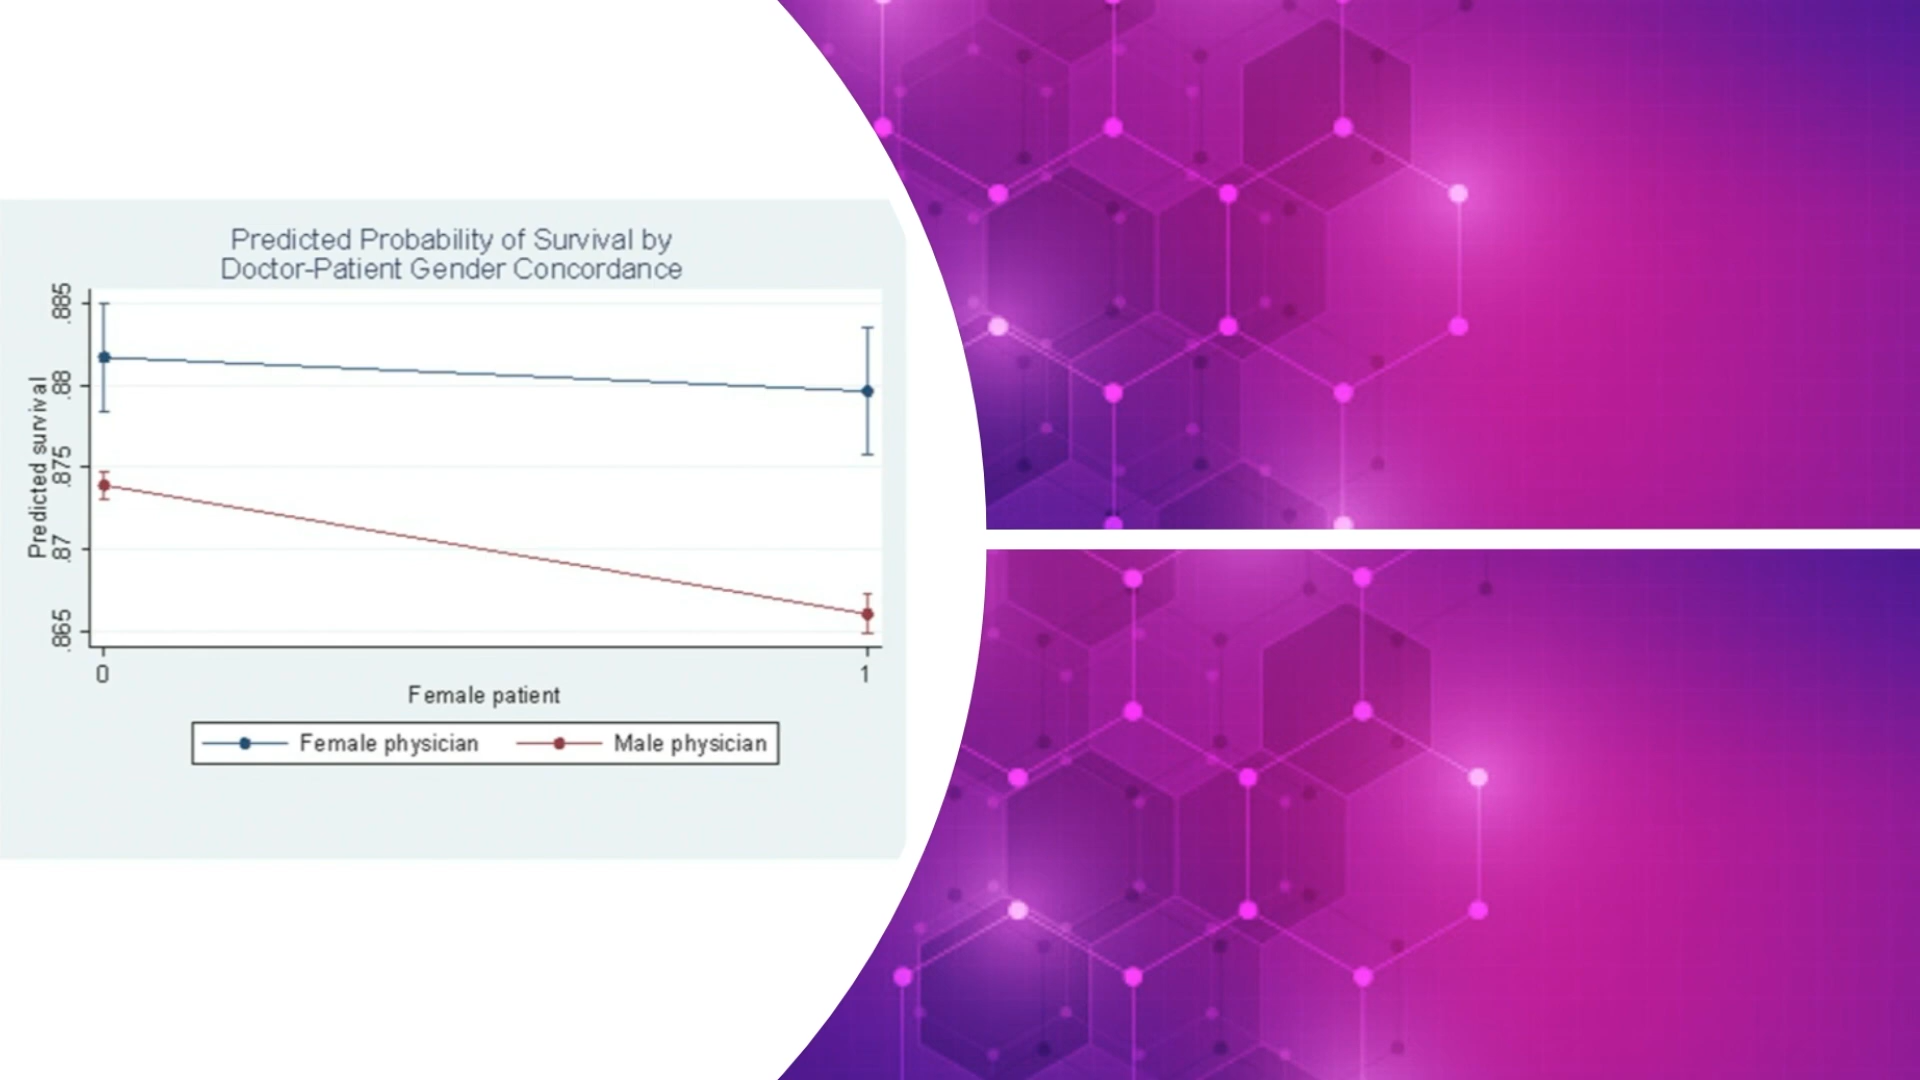 Predicted Probability of Survival by
Doctor-Patient Gender Concordance
Predicted survival
.885
.88
.875
.87
.865
0
1
Female patient
Female physician
Male physician